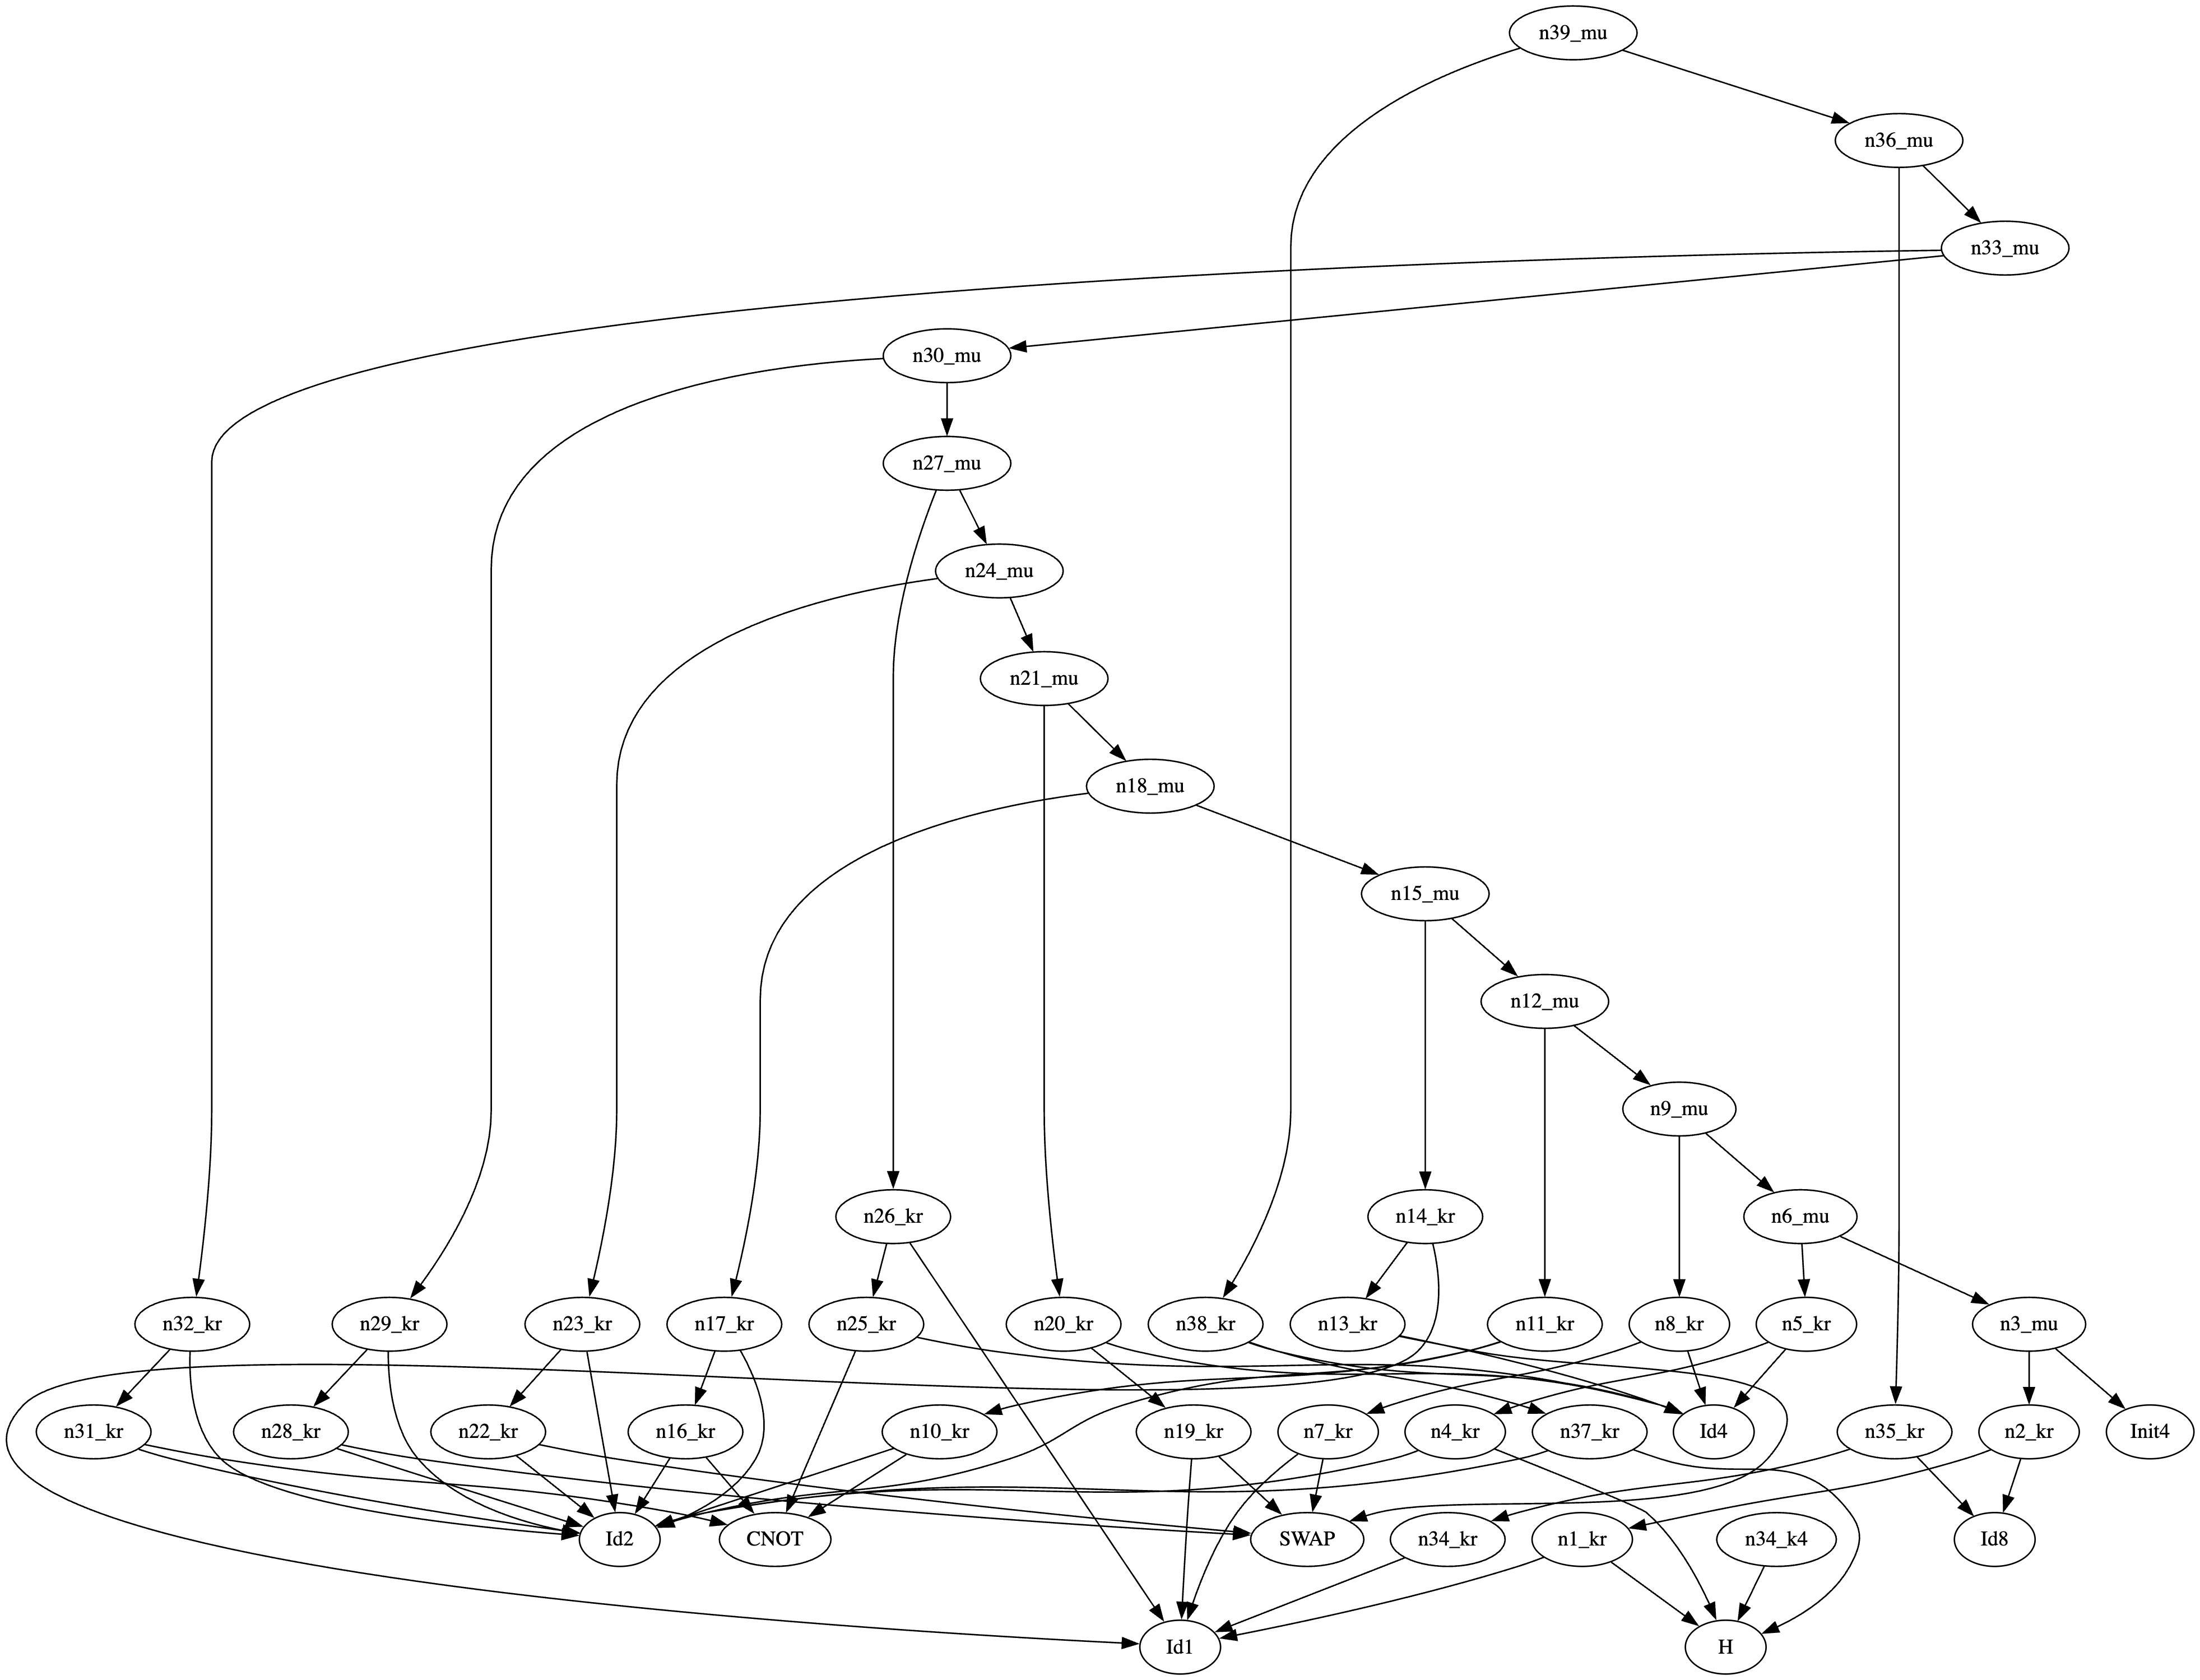 n39_mu
n36_mu
n33_mu
n30_mu
n27_mu
n24_mu
n21_mu
n18_mu
n15_mu
n12_mu
n9_mu
n26_kr n14_kr n6_mu
n32_kr n29_kr n23_kr n17_kr n25_kr n20_kr n38_kr n13_kr n11_kr n8_kr n5_kr n3_mu
n31_kr n28_kr n22_kr n16_kr n10_kr n19_kr n7_kr n4_kr n37_kr Id4 n35_kr n2_kr Init4
Id2 CNOT SWAP n34_kr n1_kr n34_k4 Id8
Id1 H